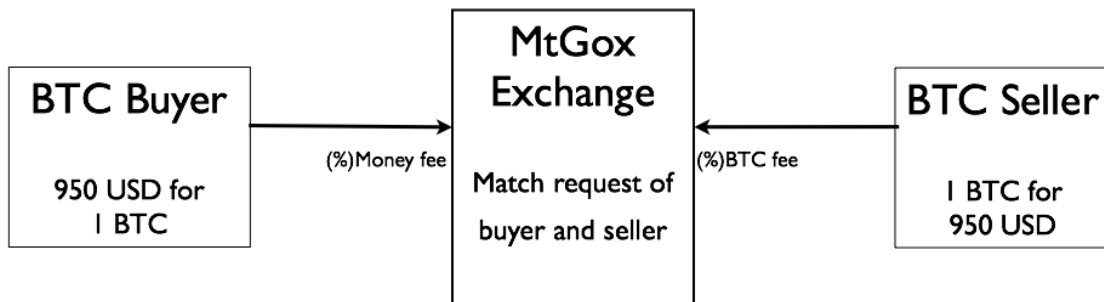 BTC Buyer
950 USD for
1 BTC
(%)Money fee
MtGox
Exchange
Match request of
buyer and seller
(%)BTC fee
BTC Seller
1 BTC for
950 USD